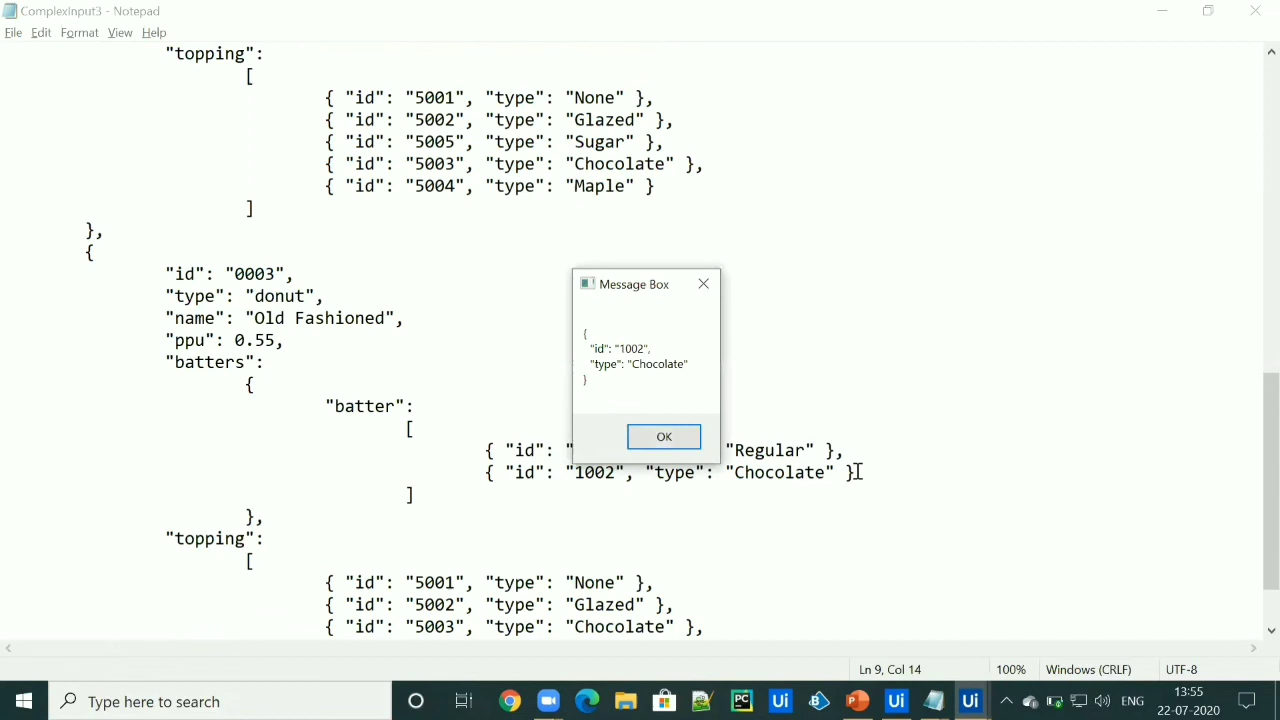 ComplexInput3 - Notepad
File Edit Format View Help
"topping":
[
{ "id": "5001", "type": "None" },
{ "id": "5002", "type": "Glazed" },
{ "id": "5005", "type": "Sugar" },
{ "id": "5003", "type": "Chocolate" },
{ "id": "5004", "type": "Maple" }
]
},
{
"id": "0003",
"type": "donut",
"name": "Old Fashioned",
"ppu": 0.55,
"batters":
{
"batter":
[
{ "id": "Regular" },
{ "id": "1002", "type": "Chocolate" }
]
},
"topping":
[
{ "id": "5001", "type": "None" },
{ "id": "5002", "type": "Glazed" },
{ "id": "5003", "type": "Chocolate" },
Message Box
{
"id": "1002",
"type": "Chocolate"
}
OK
Ln 9, Col 14 100% Windows (CRLF) UTF-8
Type here to search
PC Ui B Ui Ui ENG
13:55
22-07-2020